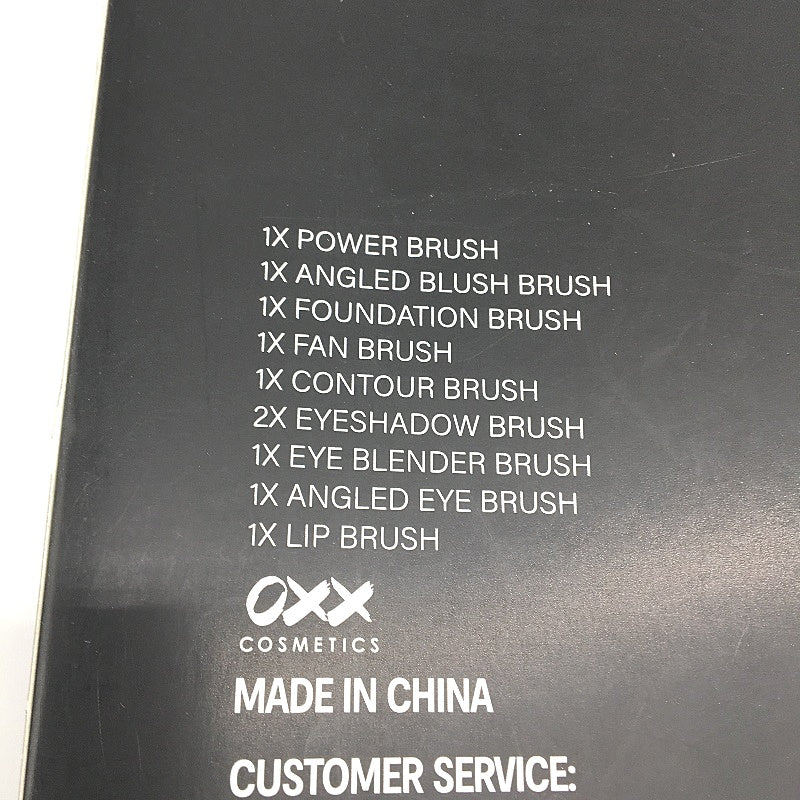 1X POWER BRUSH
1X ANGLED BLUSH BRUSH
1X FOUNDATION BRUSH
1X FAN BRUSH
1X CONTOUR BRUSH
2X EYESHADOW BRUSH
1X EYE BLENDER BRUSH
1X ANGLED EYE BRUSH
1X LIP BRUSH
OXX
COSMETICS
MADE IN CHINA
CUSTOMER SERVICE: